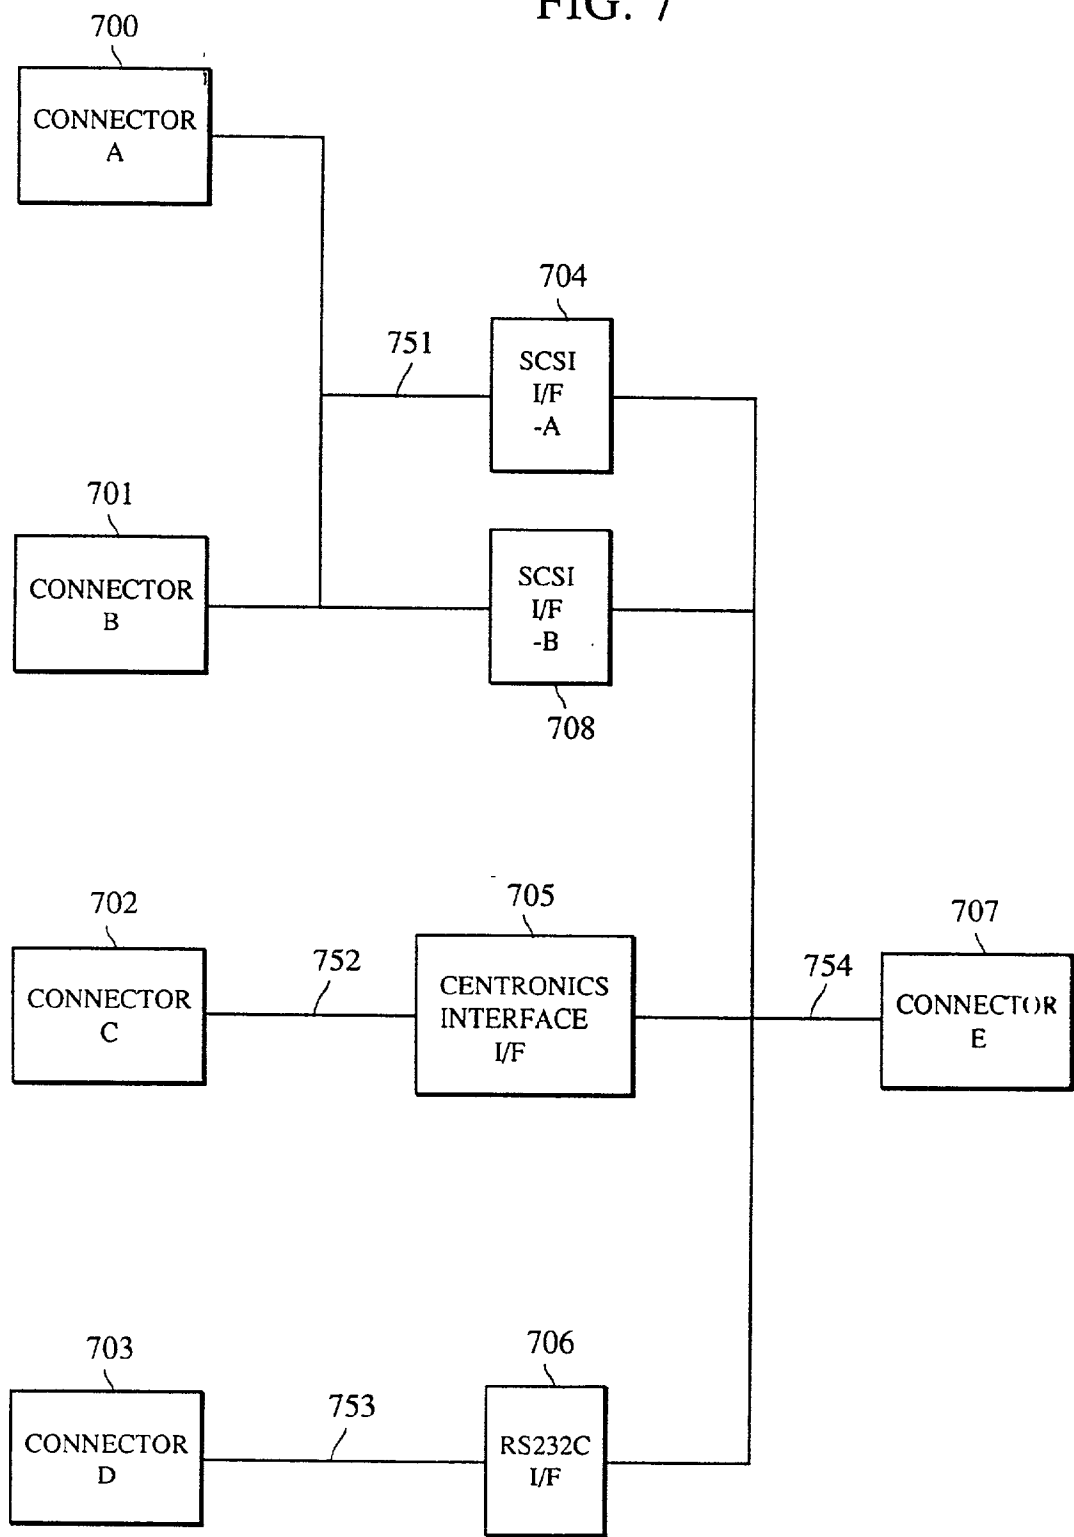 FIG. 7
700
CONNECTOR
A
704
751
SCSI
I/F
-A
701
CONNECTOR
B
SCSI
I/F
-B
708
702
CONNECTOR
C
752
705
CENTRONICS
INTERFACE
I/F
754
707
CONNECTOR
E
703
CONNECTOR
D
753
706
RS232C
I/F